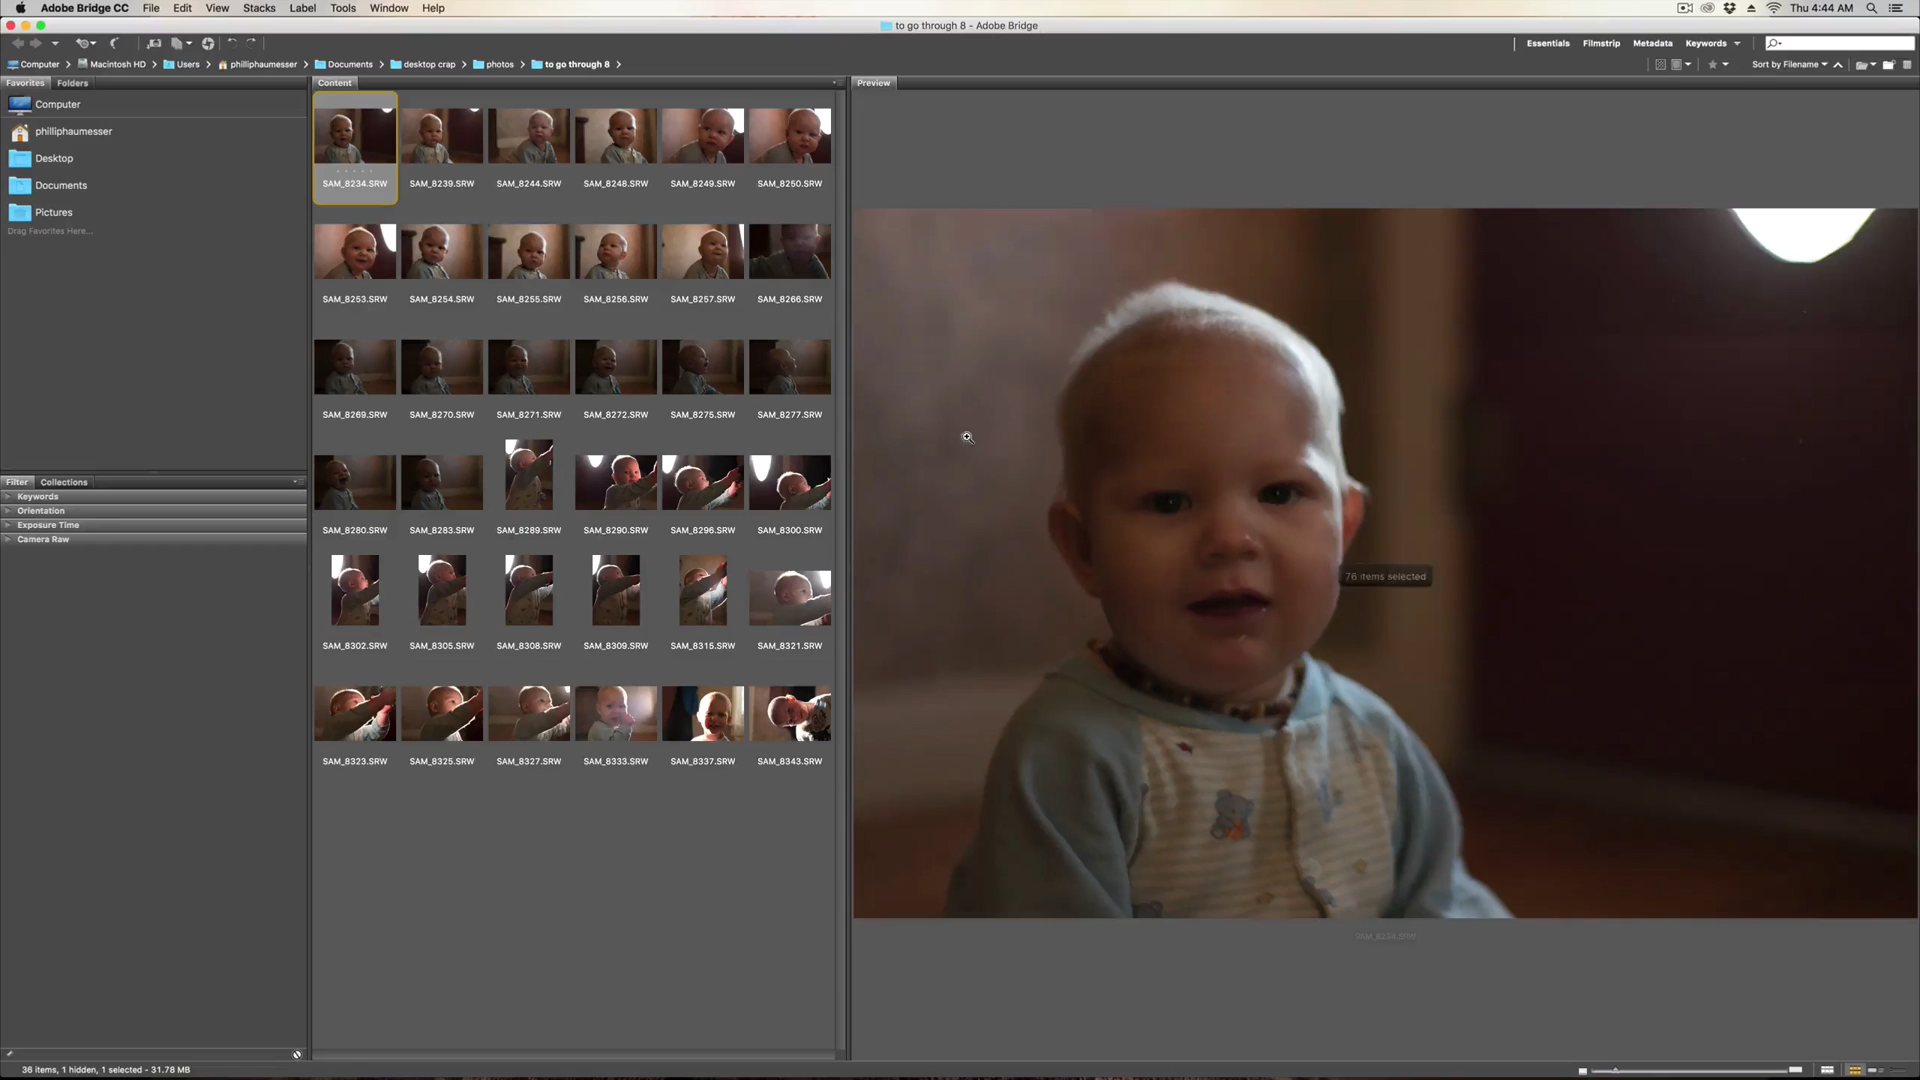 Adobe Bridge CC File Edit View Stacks Label Tools Window Help Thu 4:44 AM
to go through 8 - Adobe Bridge
Essentials Filmstrip Metadata Keywords
Computer Macintosh HD Users philliphaumesser Documents desktop crap photos to go through 8 Sort by Filename
Favorites Folders Content Preview
Computer
philliphaumesser
Desktop
Documents
Pictures
Drag Favorites Here...
SAM_8234.SRW SAM_8239.SRW SAM_8244.SRW SAM_8248.SRW SAM_8249.SRW SAM_8250.SRW
SAM_8253.SRW SAM_8254.SRW SAM_8255.SRW SAM_8256.SRW SAM_8257.SRW SAM_8266.SRW
SAM_8269.SRW SAM_8270.SRW SAM_8271.SRW SAM_8272.SRW SAM_8275.SRW SAM_8277.SRW
SAM_8280.SRW SAM_8283.SRW SAM_8289.SRW SAM_8290.SRW SAM_8296.SRW SAM_8300.SRW
SAM_8302.SRW SAM_8305.SRW SAM_8308.SRW SAM_8309.SRW SAM_8315.SRW SAM_8321.SRW
SAM_8323.SRW SAM_8325.SRW SAM_8327.SRW SAM_8333.SRW SAM_8337.SRW SAM_8343.SRW
Filter Collections
Keywords
Orientation
Exposure Time
Camera Raw
76 items selected
SAM_8234.SRW
36 items, 1 hidden, 1 selected - 31.78 MB